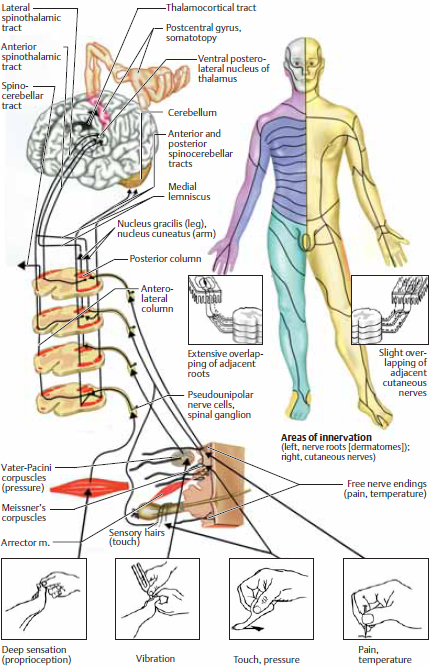 Lateral
spinothalamic
tract
Anterior
spinothalamic
tract
Spino-
cerebellar
tract
Thalamocortical tract
Postcentral gyrus,
somatotopy
Ventral postero-
lateral nucleus of
thalamus
Cerebellum
Anterior and
posterior
spinocerebellar
tracts
Medial
lemniscus
Nucleus gracilis (leg),
nucleus cuneatus (arm)
Posterior column
Antero-
lateral
column
Pseudounipolar
nerve cells,
spinal ganglion
Extensive overlap-
ping of adjacent
roots
Slight over-
lapping of
adjacent
cutaneous
nerves
Areas of innervation
(left, nerve roots [dermatomes]);
right, cutaneous nerves)
Vater-Pacini
corpuscles
(pressure)
Meissner's
corpuscles
Arrector m.
Sensory hairs
(touch)
Free nerve endings
(pain, temperature)
Deep sensation
(proprioception)
Vibration
Touch, pressure
Pain,
temperature